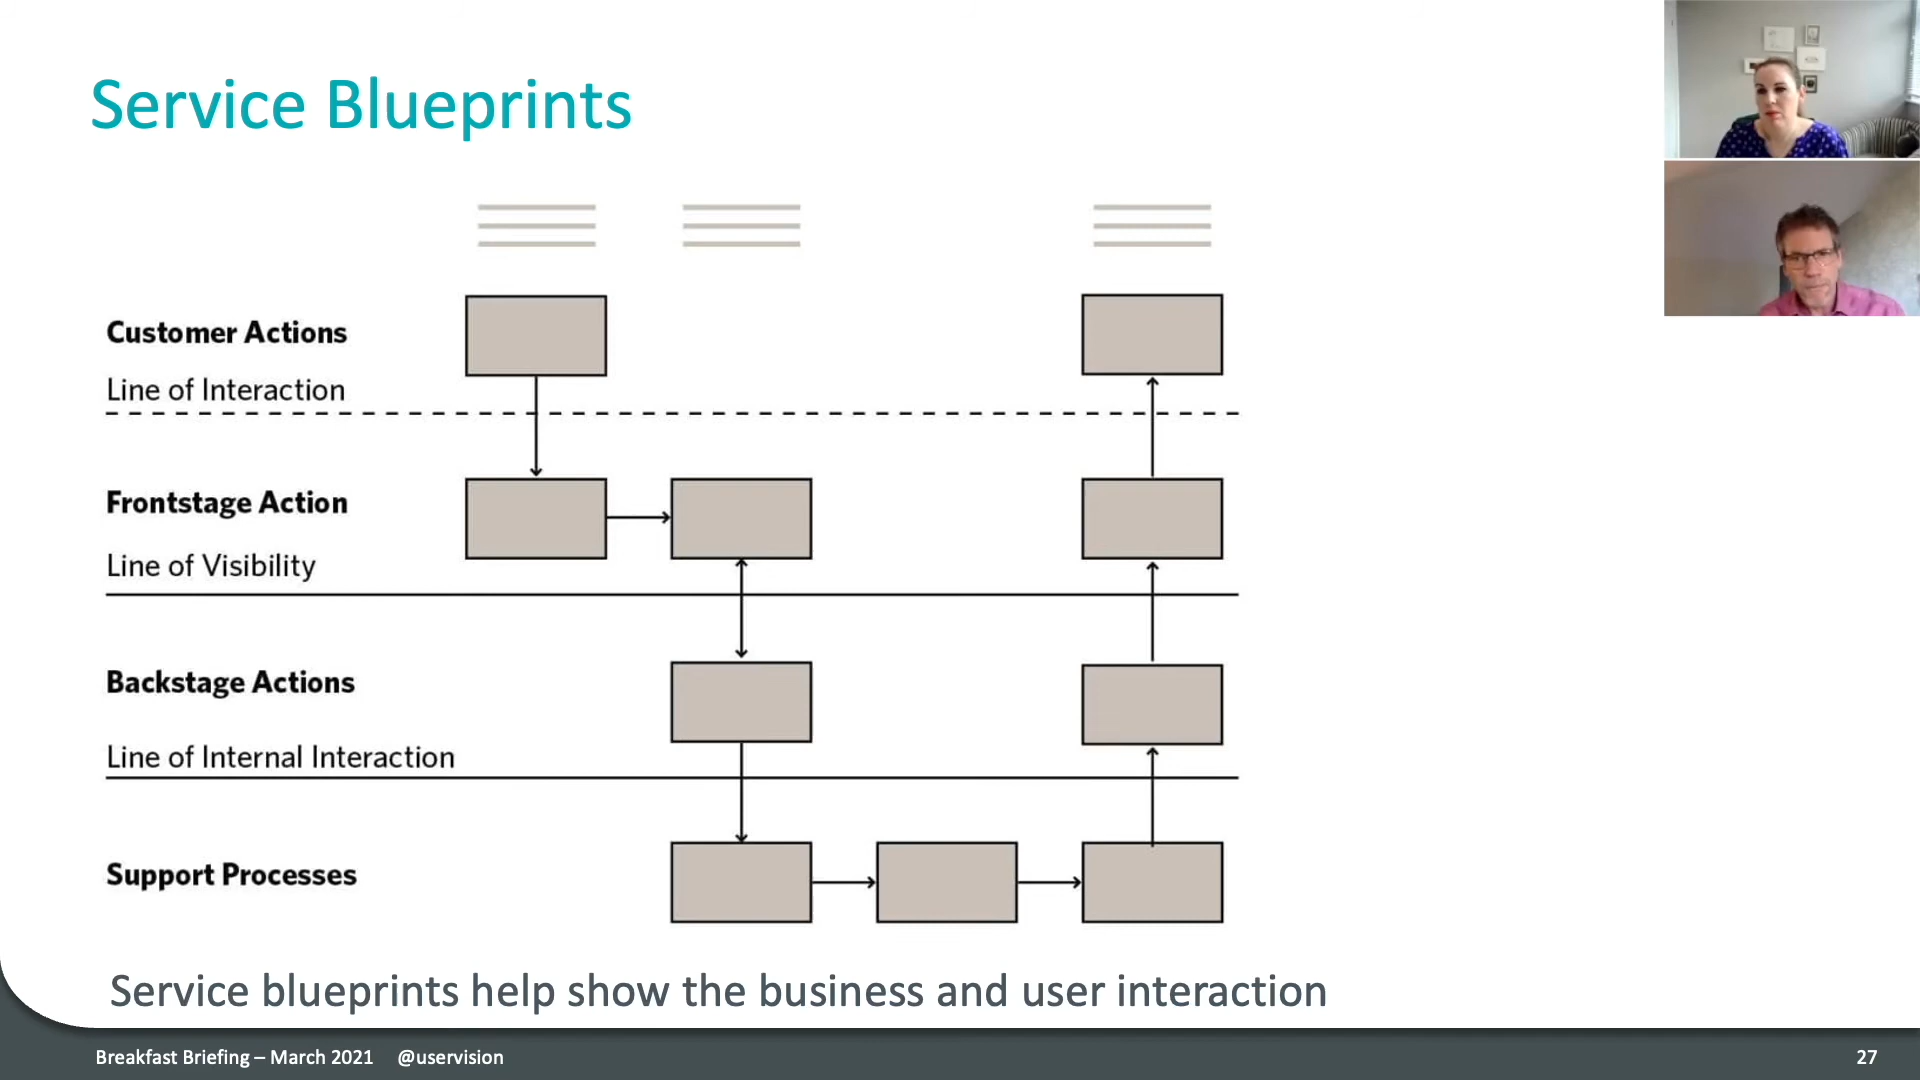 Service Blueprints
Customer Actions
Line of Interaction
Frontstage Action
Line of Visibility
Backstage Actions
Line of Internal Interaction
Support Processes
Service blueprints help show the business and user interaction
Breakfast Briefing – March 2021 @uservision
27